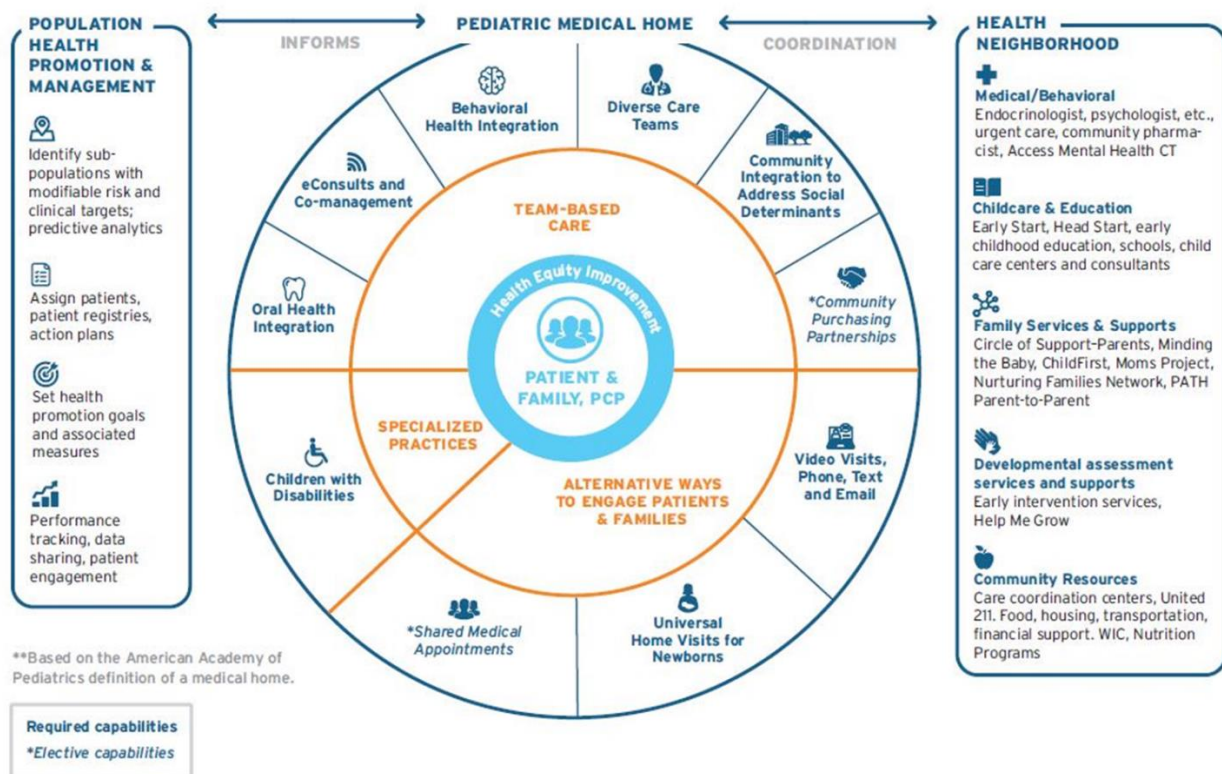 POPULATION
HEALTH
PROMOTION &
MANAGEMENT
Identify sub-
populations with
modifiable risk and
clinical targets;
predictive analytics
Assign patients,
patient registries,
action plans
Set health
promotion goals
and associated
measures
Performance
tracking, data
sharing, patient
engagement
INFORMS
PEDIATRIC MEDICAL HOME
COORDINATION
Behavioral
Health Integration
Diverse Care
Teams
eConsults and
Co-management
Community
Integration to
Address Social
Determinants
Oral Health
Integration
*Community
Purchasing
Partnerships
TEAM-BASED
CARE
Health Equity Improvement
PATIENT &
FAMILY, PCP
SPECIALIZED
PRACTICES
ALTERNATIVE WAYS
TO ENGAGE PATIENTS
& FAMILIES
Children with
Disabilities
Video Visits,
Phone, Text
and Email
*Shared Medical
Appointments
Universal
Home Visits for
Newborns
HEALTH
NEIGHBORHOOD
Medical/Behavioral
Endocrinologist, psychologist, etc.,
urgent care, community pharma-
cist, Access Mental Health CT
Childcare & Education
Early Start, Head Start, early
childhood education, schools, child
care centers and consultants
Family Services & Supports
Circle of Support-Parents, Minding
the Baby, ChildFirst, Moms Project,
Nurturing Families Network, PATH
Parent-to-Parent
Developmental assessment
services and supports
Early intervention services,
Help Me Grow
Community Resources
Care coordination centers, United
211. Food, housing, transportation,
financial support. WIC, Nutrition
Programs
**Based on the American Academy of
Pediatrics definition of a medical home.
Required capabilities
*Elective capabilities